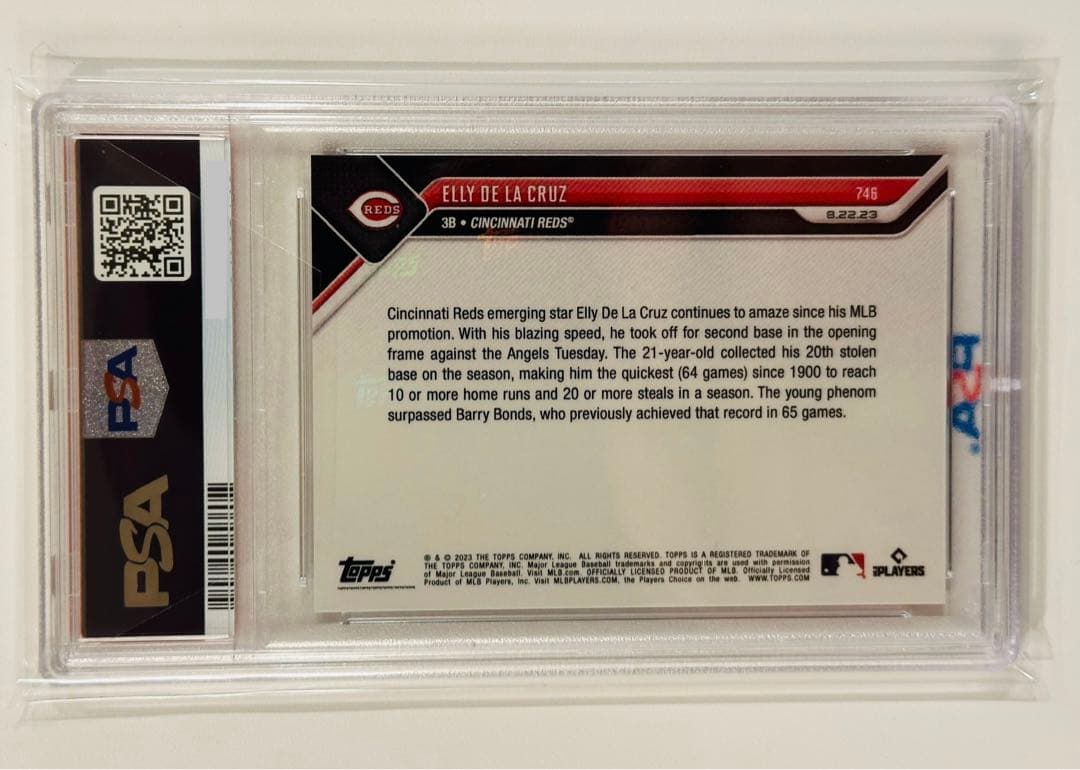 REDS
ELLY DE LA CRUZ
746
3B • CINCINNATI REDS©
8.22.23
Cincinnati Reds emerging star Elly De La Cruz continues to amaze since his MLB
promotion. With his blazing speed, he took off for second base in the opening
frame against the Angels Tuesday. The 21-year-old collected his 20th stolen
base on the season, making him the quickest (64 games) since 1900 to reach
10 or more home runs and 20 or more steals in a season. The young phenom
surpassed Barry Bonds, who previously achieved that record in 65 games.
topps
® & © 2023 THE TOPPS COMPANY, INC. ALL RIGHTS RESERVED. TOPPS IS A REGISTERED TRADEMARK OF
THE TOPPS COMPANY, INC. Major League Baseball trademarks and copyrights are used with permission
of Major League Baseball. Visit MLB.com. OFFICIALLY LICENSED PRODUCT OF MLB. Officially Licensed
Product of MLB Players, Inc. Visit MLBPLAYERS.COM, the Players Choice on the web. WWW.TOPPS.COM
PLAYERS
PSA
PSA
PSA